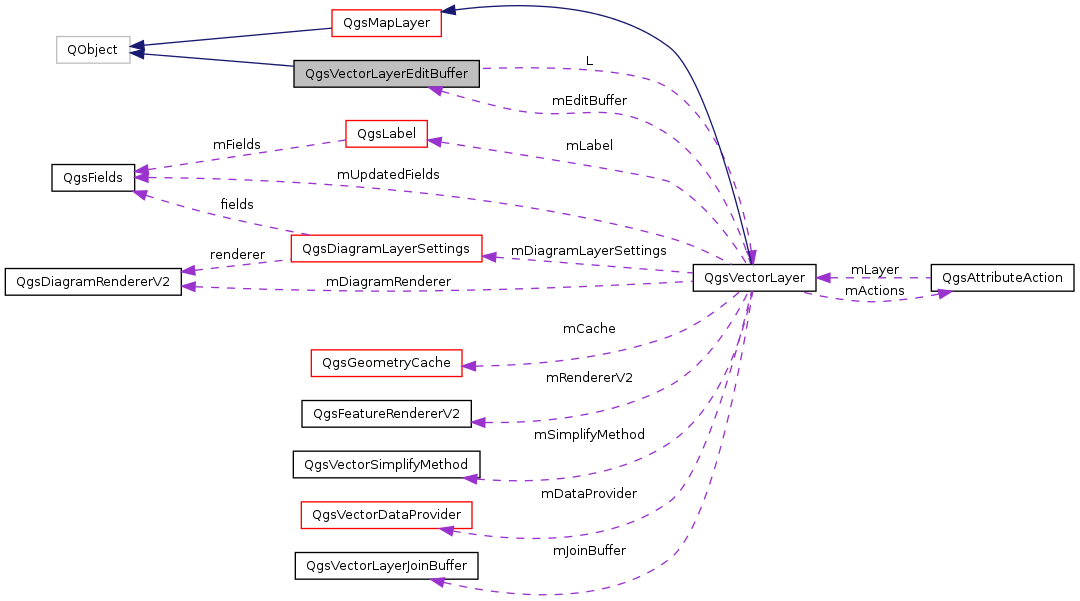 QgsMapLayer
QObject
L
QgsVectorLayerEditBuffer
mEditBuffer
QgsLabel
mFields
mLabel
QgsFields
mUpdatedFields
fields
QgsDiagramLayerSettings
renderer
mDiagramLayerSettings
mLayer
QgsDiagramRendererV2
mDiagramRenderer
QgsVectorLayer
QgsAttributeAction
mActions
mCache
QgsGeometryCache
mRendererV2
QgsFeatureRendererV2
mSimplifyMethod
QgsVectorSimplifyMethod
mDataProvider
QgsVectorDataProvider
mJoinBuffer
QgsVectorLayerJoinBuffer